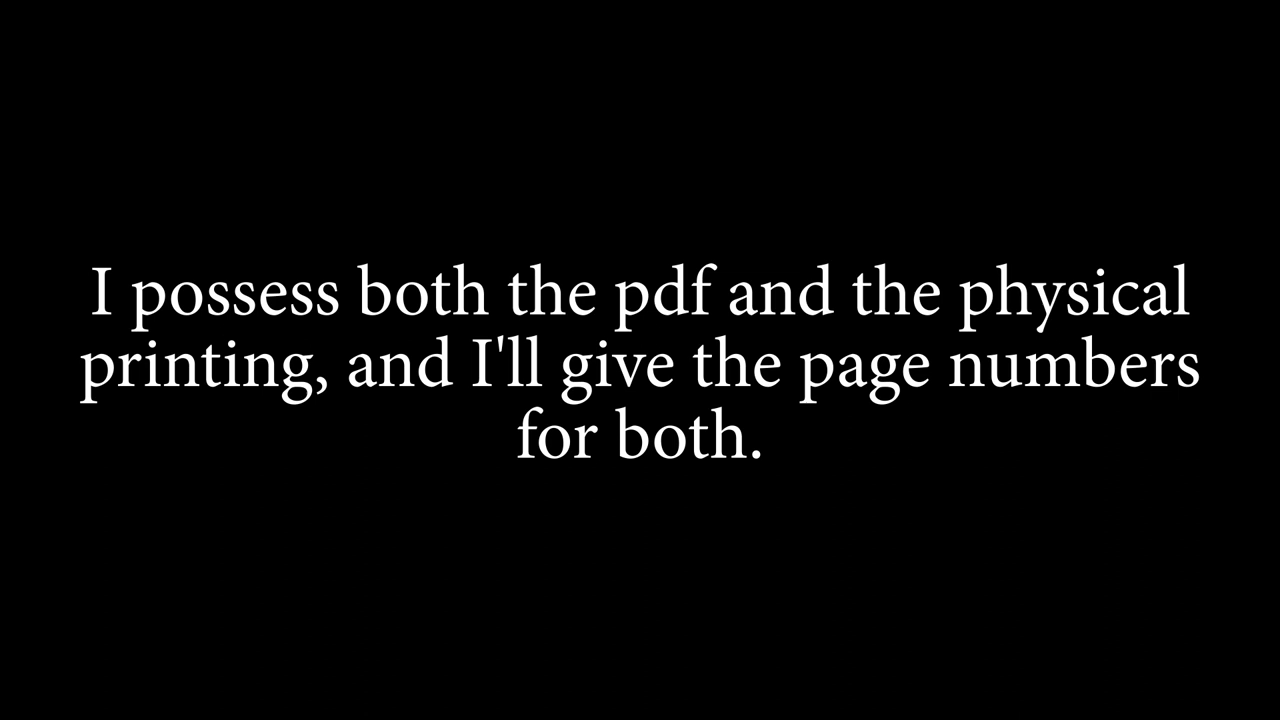 I possess both the pdf and the physical
printing, and I'll give the page numbers
for both.